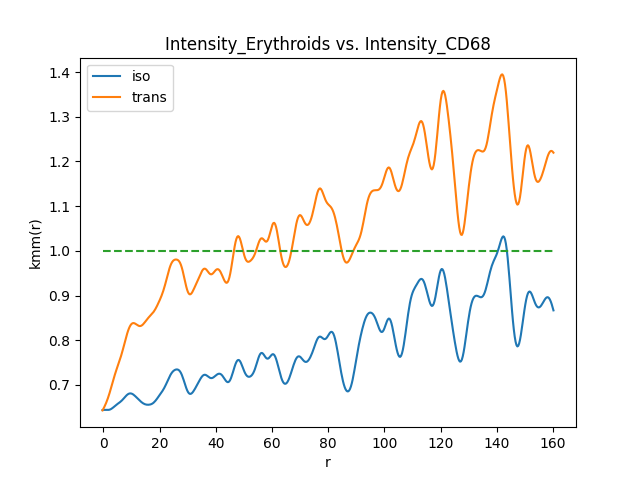 Intensity_Erythroids vs. Intensity_CD68
iso
trans
kmm(r)
1.4
1.3
1.2
1.1
1.0
0.9
0.8
0.7
0 20 40 60 80 100 120 140 160
r